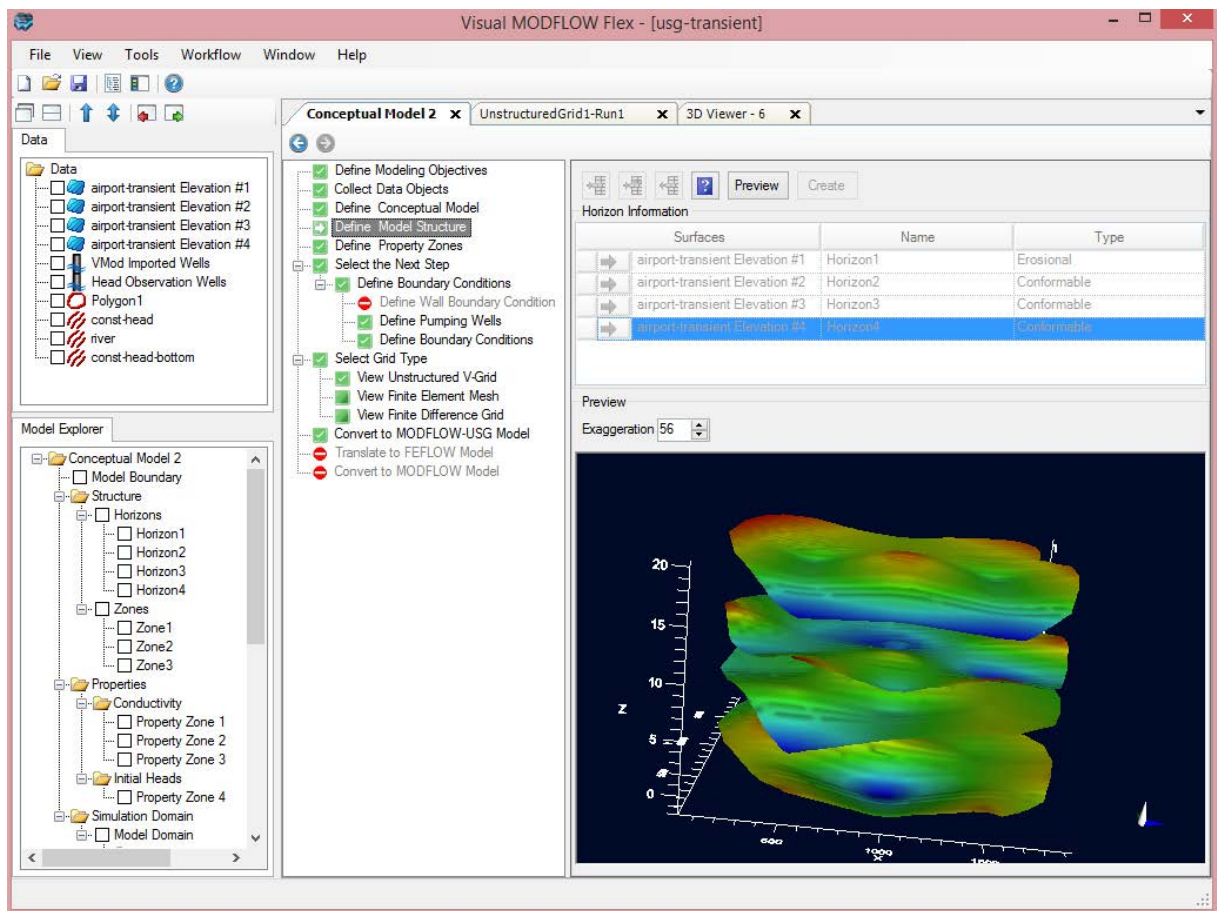 Visual MODFLOW Flex - [usg-transient]
File View Tools Workflow Window Help
Conceptual Model 2 x UnstructuredGrid1-Run1 x 3D Viewer - 6 x
Data
Data
airport-transient Elevation #1
airport-transient Elevation #2
airport-transient Elevation #3
airport-transient Elevation #4
VMod Imported Wells
Head Observation Wells
Polygon1
const-head
river
const-head-bottom
Model Explorer
Conceptual Model 2
Model Boundary
Structure
Horizons
Horizon1
Horizon2
Horizon3
Horizon4
Zones
Zone1
Zone2
Zone3
Properties
Conductivity
Property Zone 1
Property Zone 2
Property Zone 3
Initial Heads
Property Zone 4
Simulation Domain
Model Domain
Define Modeling Objectives
Collect Data Objects
Define Conceptual Model
Define Model Structure
Define Property Zones
Select the Next Step
Define Boundary Conditions
Define Wall Boundary Condition
Define Pumping Wells
Define Boundary Conditions
Select Grid Type
View Unstructured V-Grid
View Finite Element Mesh
View Finite Difference Grid
Convert to MODFLOW-USG Model
Translate to FEFLOW Model
Convert to MODFLOW Model
Preview Create
Horizon Information
Surfaces Name Type
airport-transient Elevation #1 Horizon1 Erosional
airport-transient Elevation #2 Horizon2 Conformable
airport-transient Elevation #3 Horizon3 Conformable
airport-transient Elevation #4 Horizon4 Conformable
Preview
Exaggeration 56
20
15
10
Z
5
0
500 1000
X